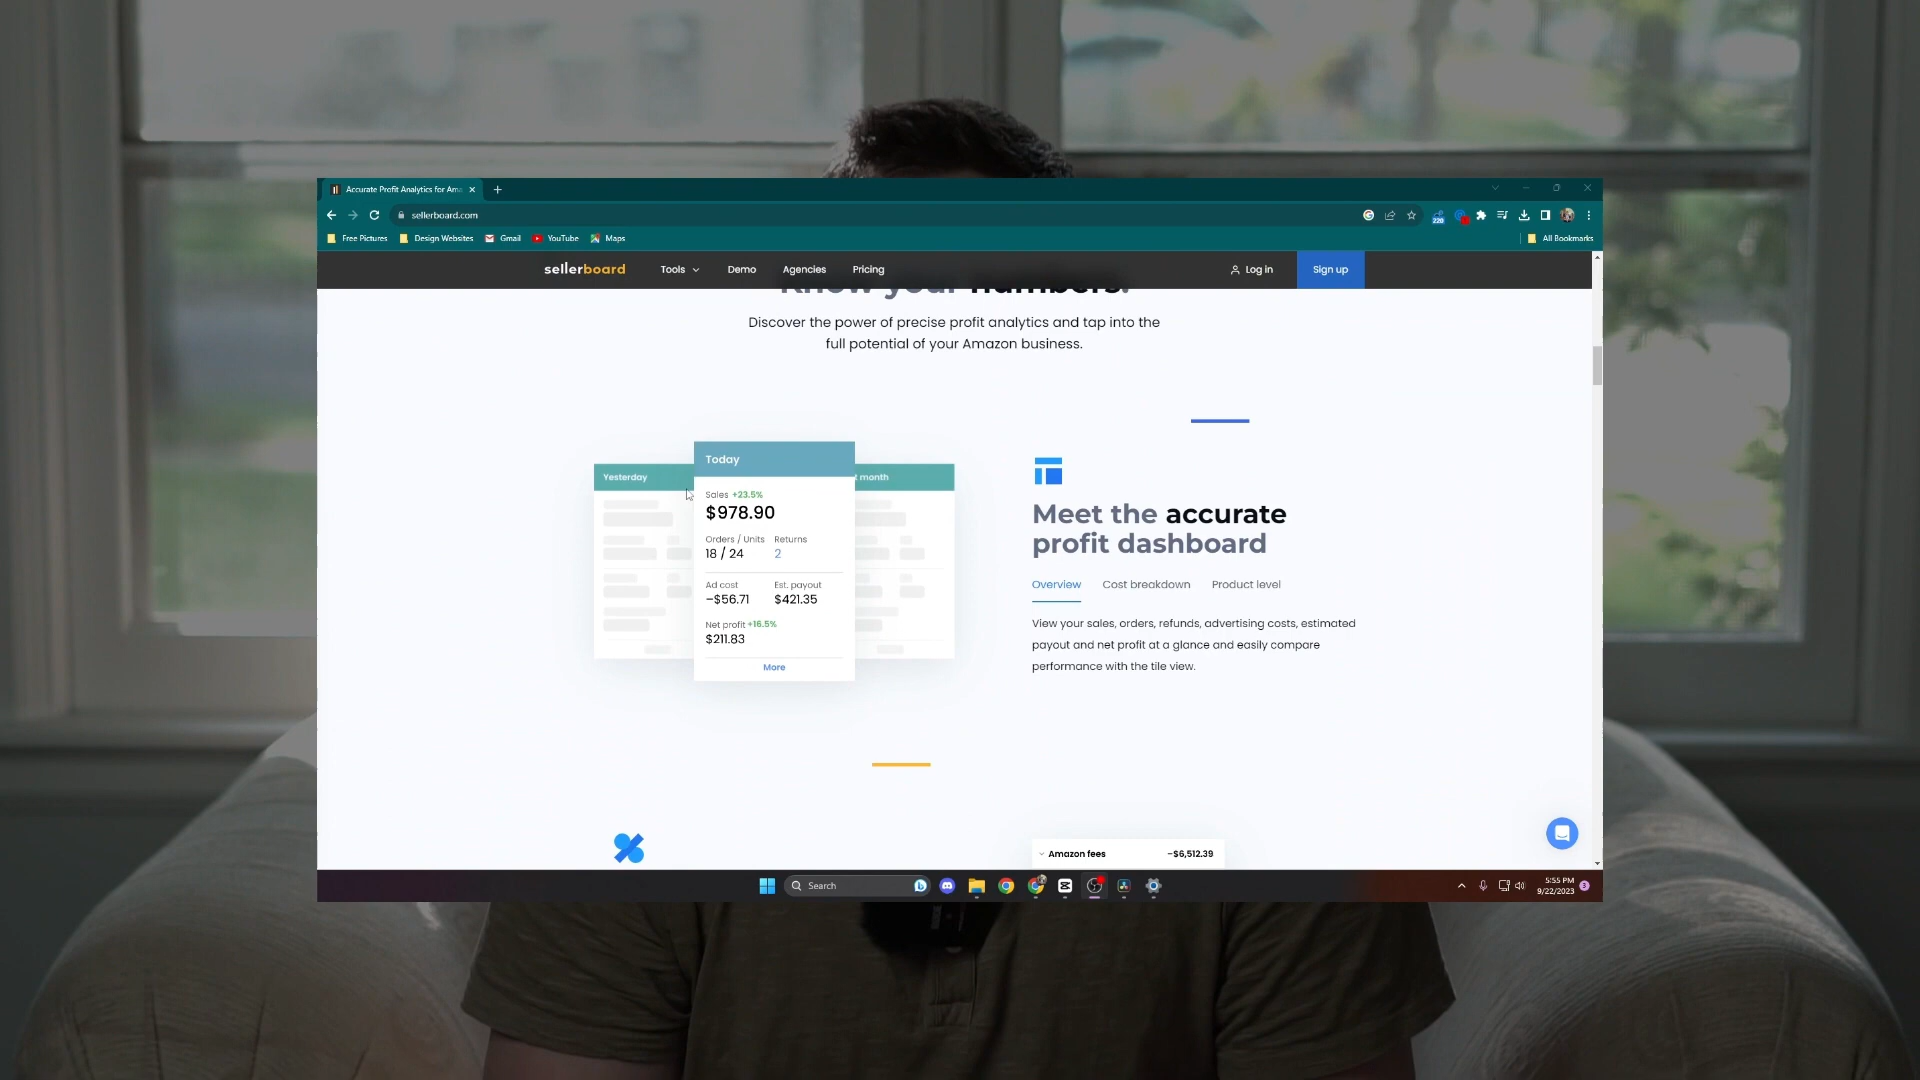 Accurate Profit Analytics for Ama
sellerboard.com
220
Free Pictures
Design Websites
Gmail
YouTube
Maps
All Bookmarks
sellerboard
Tools
Demo
Agencies
Pricing
Log in
Sign up
Know your numbers.
Discover the power of precise profit analytics and tap into the
full potential of your Amazon business.
Yesterday
Today
t month
Sales +23.5%
$978.90
Orders / Units Returns
18 / 24 2
Ad cost Est. payout
−$56.71 $421.35
Net profit +16.5%
$211.83
More
Meet the accurate
profit dashboard
Overview Cost breakdown Product level
View your sales, orders, refunds, advertising costs, estimated
payout and net profit at a glance and easily compare
performance with the tile view.
Amazon fees −$6,512.39
Search
5:55 PM
9/22/2023
3